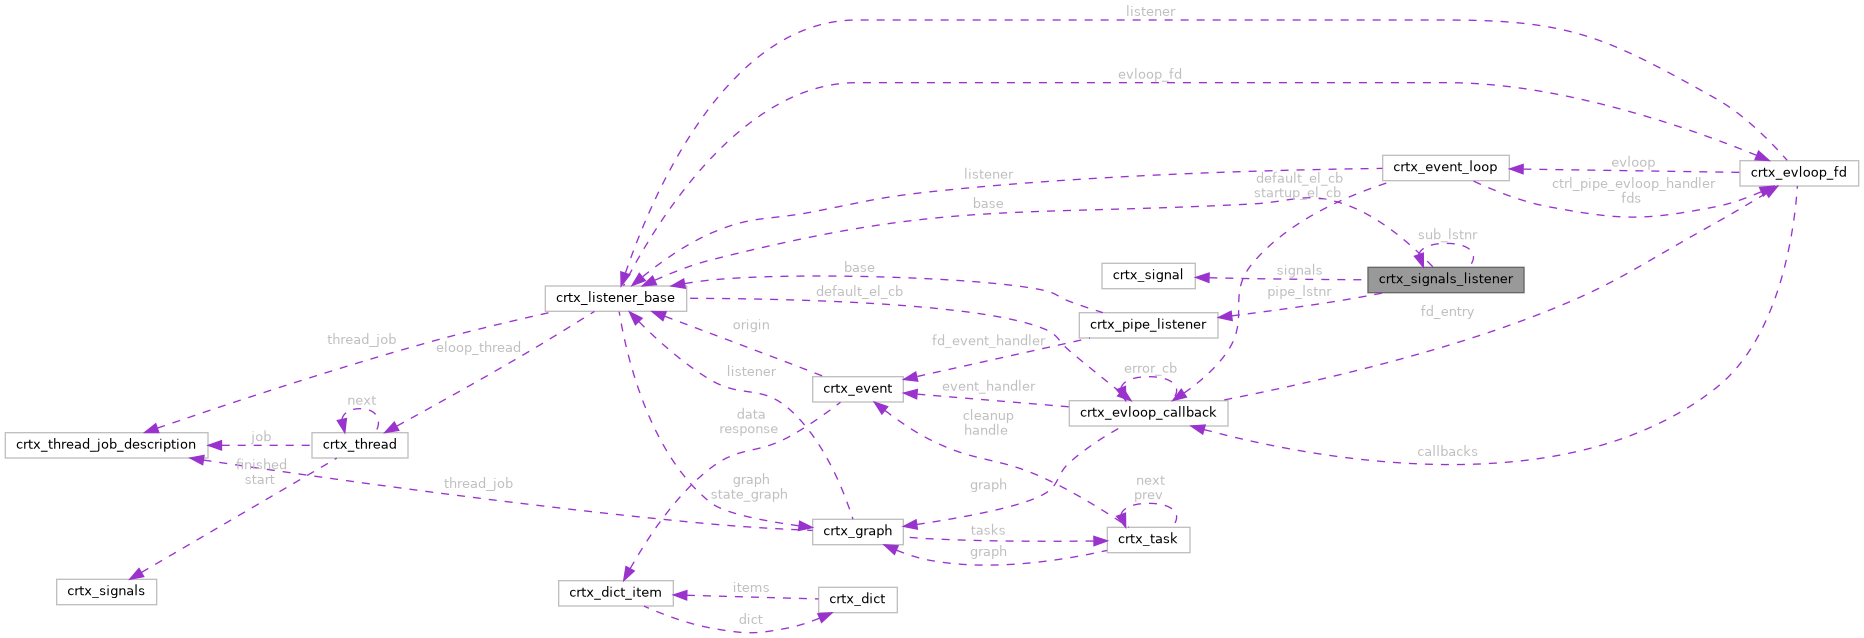 listener
evloop_fd
crtx_event_loop
evloop
crtx_evloop_fd
listener
default_el_cb
startup_el_cb
ctrl_pipe_evloop_handler
fds
base
sub_lstnr
base
crtx_signal
signals
crtx_signals_listener
crtx_listener_base
default_el_cb
pipe_lstnr
crtx_pipe_listener
fd_entry
origin
thread_job
eloop_thread
fd_event_handler
listener
error_cb
crtx_event
event_handler
next
crtx_evloop_callback
data
response
cleanup
handle
crtx_thread_job_description
job
crtx_thread
callbacks
finished
start
thread_job
graph
state_graph
graph
next
prev
crtx_graph
tasks
crtx_task
graph
crtx_signals
crtx_dict_item
items
crtx_dict
dict